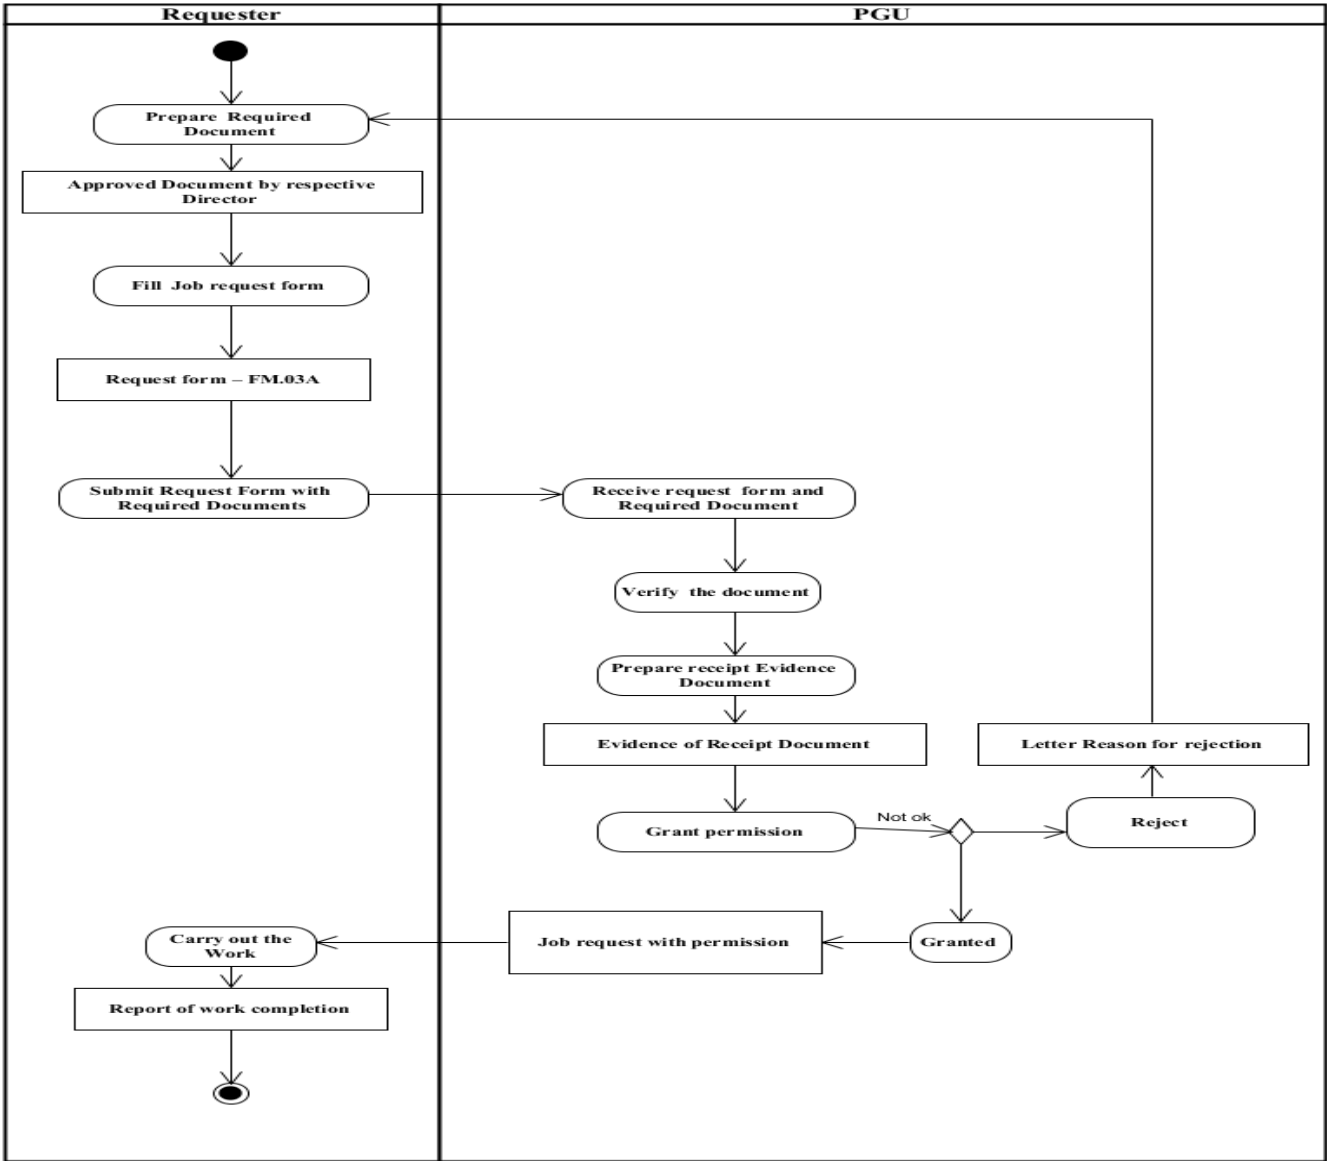 Requester
PGU
Prepare Required
Document
Approved Document by respective
Director
Fill Job request form
Request form – FM.03A
Submit Request Form with
Required Documents
Receive request form and
Required Document
Verify the document
Prepare receipt Evidence
Document
Evidence of Receipt Document
Letter Reason for rejection
Grant permission
Not ok
Reject
Carry out the
Work
Job request with permission
Granted
Report of work completion